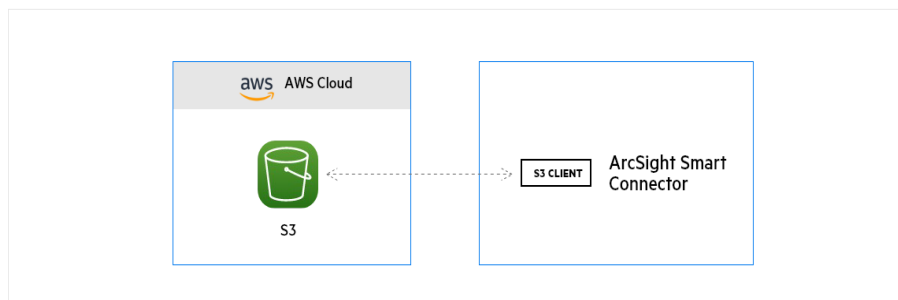 aws AWS Cloud
S3
S3 CLIENT
ArcSight Smart
Connector